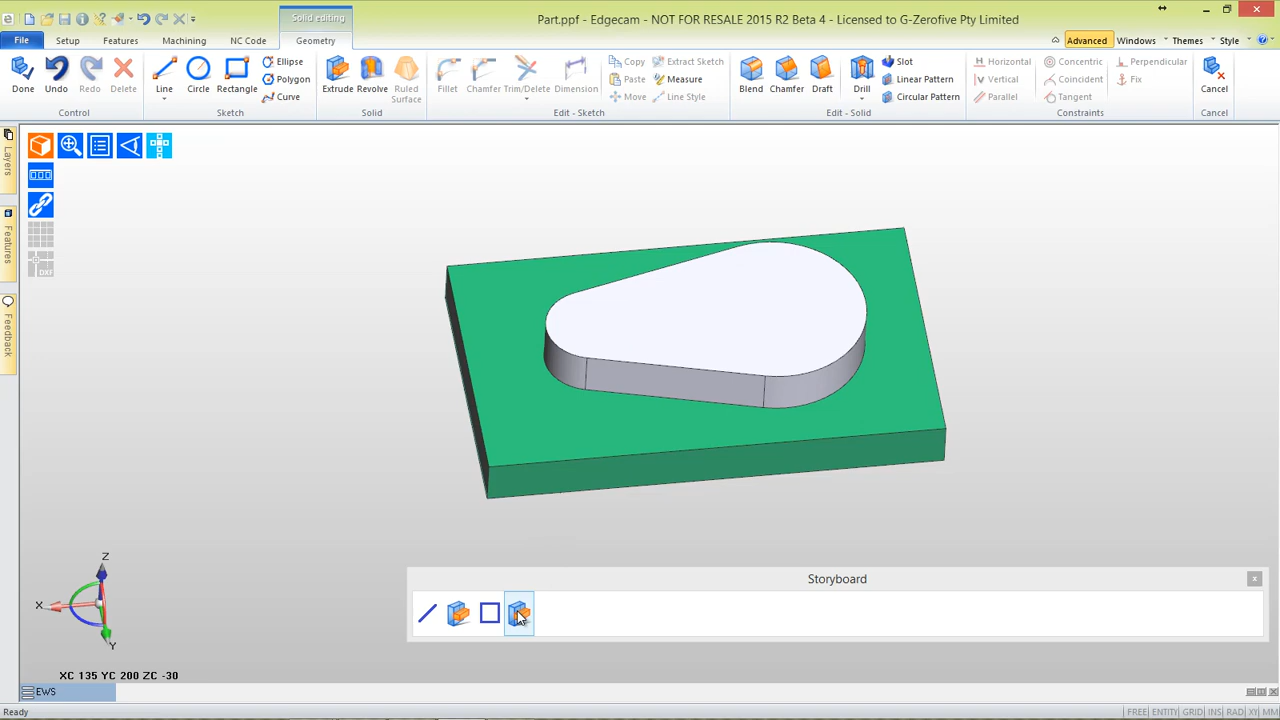 Solid editing
Part.ppf - Edgecam - NOT FOR RESALE 2015 R2 Beta 4 - Licensed to G-Zerofive Pty Limited
File Setup Features Machining NC Code Geometry
Advanced Windows Themes Style
Done Undo Redo Delete
Control
Line Circle Rectangle Ellipse Polygon Curve
Sketch
Extrude Revolve Ruled Surface
Solid
Fillet Chamfer Trim/Delete Dimension Copy Paste Move Extract Sketch Measure Line Style
Edit - Sketch
Blend Chamfer Draft Drill Slot Linear Pattern Circular Pattern
Edit - Solid
Horizontal Vertical Parallel Concentric Coincident Tangent Perpendicular Fix
Constraints
Cancel
Cancel
Layers
Features
Feedback
DXF
Z
X
Y
Storyboard
x
XC 135 YC 200 ZC -30
EWS
Ready
FREE ENTITY GRID INS RAD XY MM